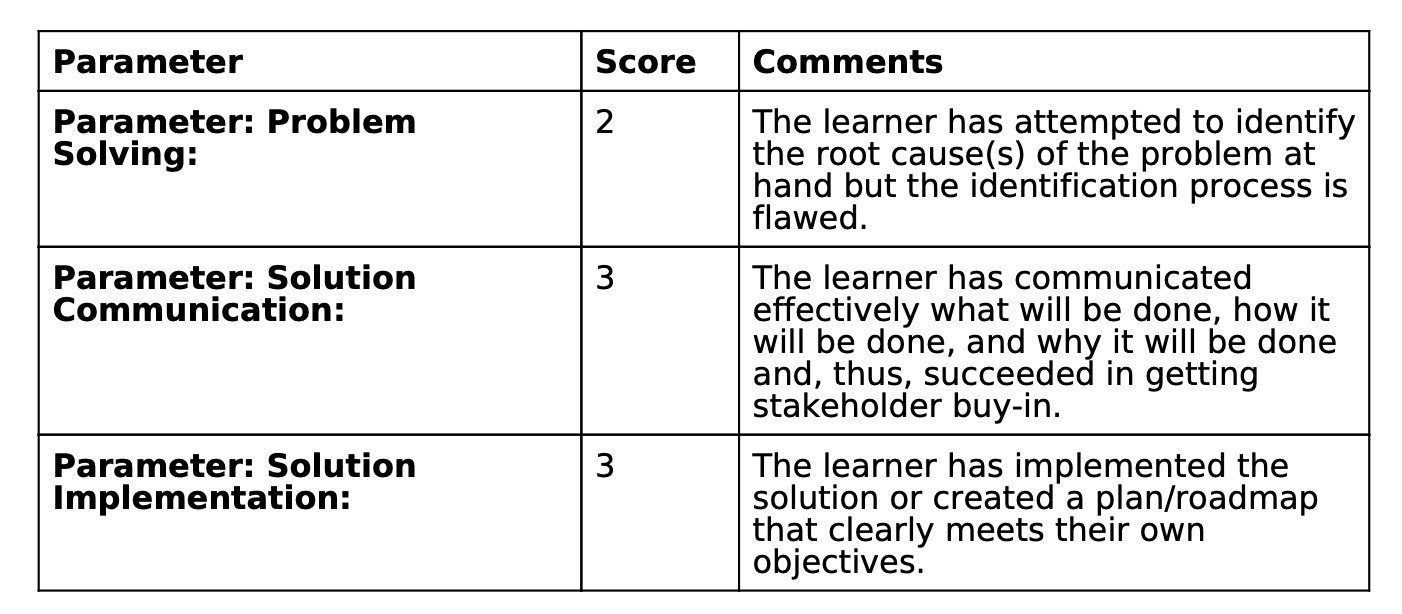 Parameter
Score
Comments
Parameter: Problem
Solving:
2
The learner has attempted to identify
the root cause(s) of the problem at
hand but the identification process is
flawed.
Parameter: Solution
Communication:
3
The learner has communicated
effectively what will be done, how it
will be done, and why it will be done
and, thus, succeeded in getting
stakeholder buy-in.
Parameter: Solution
Implementation:
3
The learner has implemented the
solution or created a plan/roadmap
that clearly meets their own
objectives.